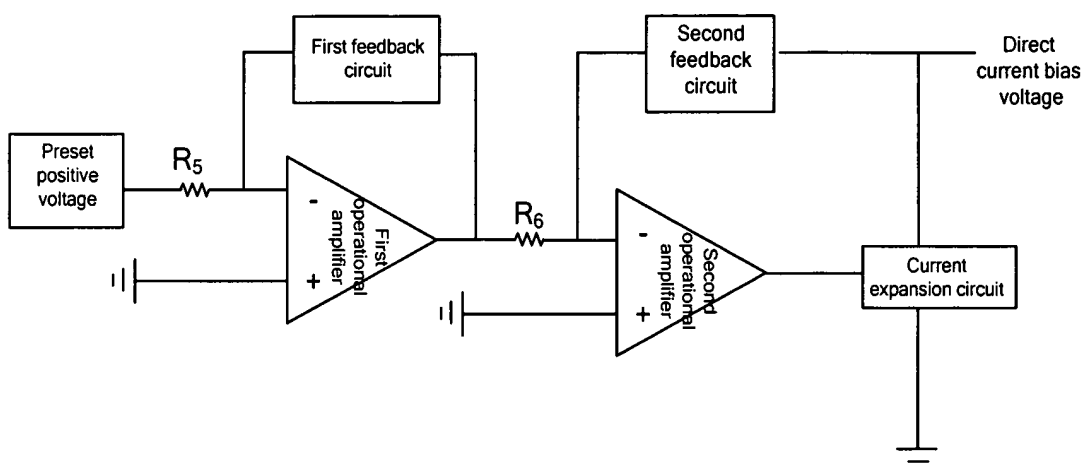 First feedback
circuit
Second
feedback
circuit
Direct
current bias
voltage
Preset
positive
voltage
R5
-
+
First
operational
amplifier
R6
-
+
Second
operational
amplifier
Current
expansion circuit